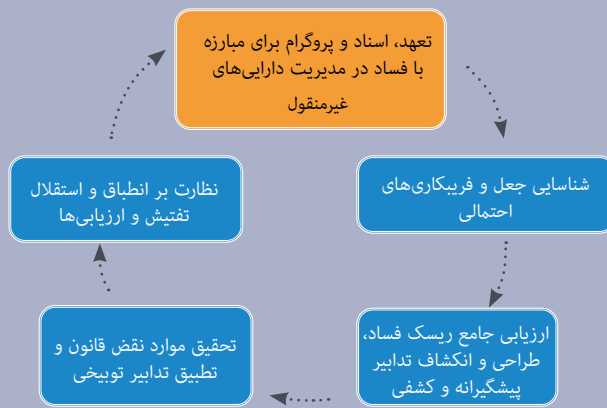 تعهد، اسناد و پروگرام برای مبارزه
با فساد در مدیریت دارایی‌های
غیرمنقول
شناسایی جعل و فریبکاری‌های
احتمالی
ارزیابی جامع ریسک فساد،
طراحی و انکشاف تدابیر
پیشگیرانه و کشفی
تحقیق موارد نقض قانون و
تطبیق تدابیر توبیخی
نظارت بر انطباق و استقلال
تفتیش و ارزیابی‌ها